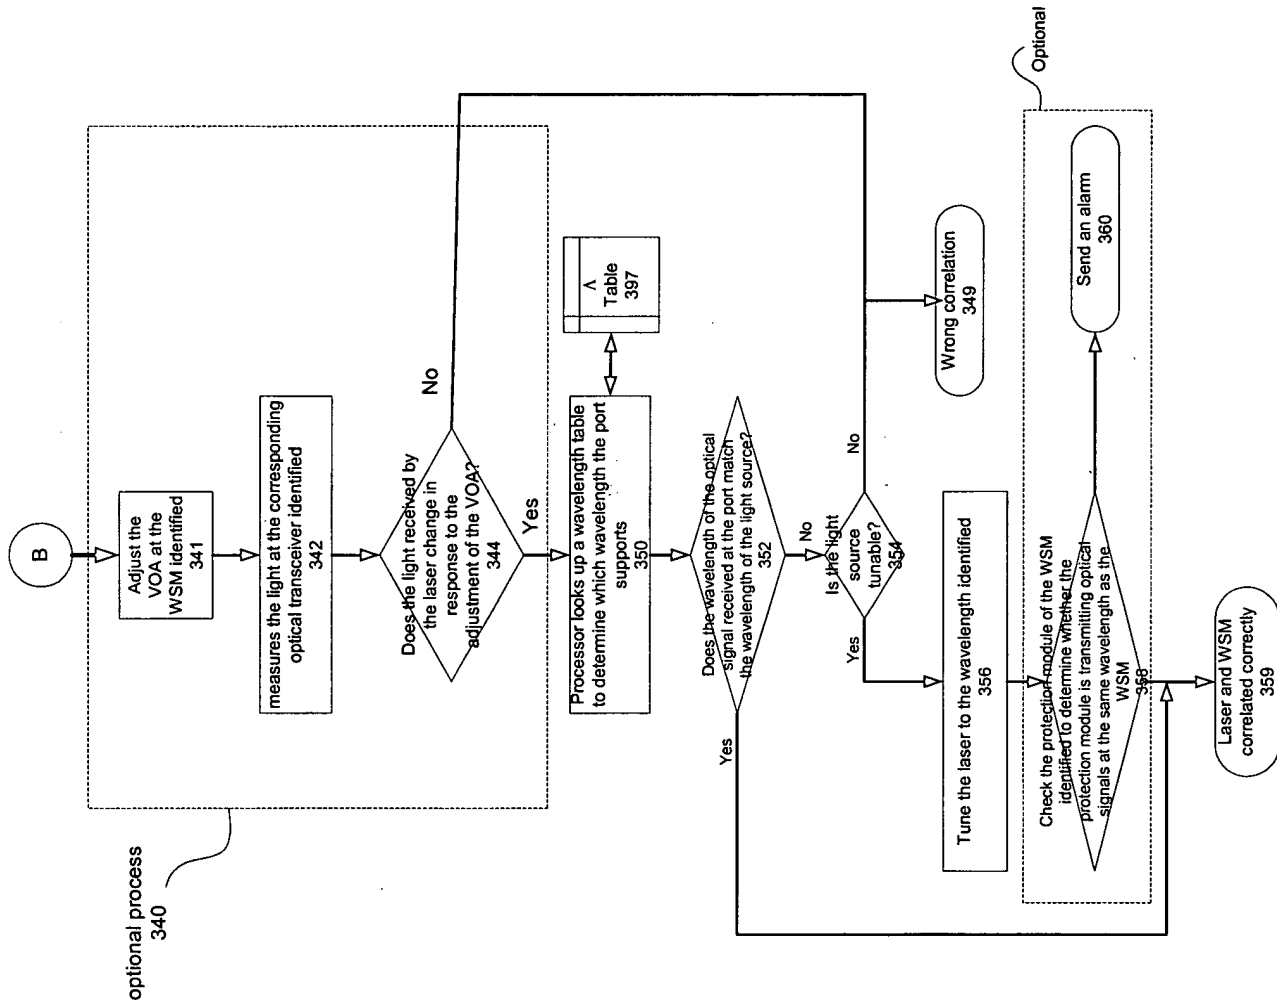 B
Adjust the
VOA at the
WSM identified
341
measures the light at the corresponding
optical transceiver identified
342
Does the light received by
the laser change in
response to the
adjustment of the VOA?
344
No
Yes
optional process
340
Processor looks up a wavelength table
to determine which wavelength the port
supports
350
Λ
Table
397
Does the wavelength of the optical
signal received at the port match
the wavelength of the light source?
352
Yes
No
Is the light
source
tunable?
354
Yes
No
Wrong correlation
349
Tune the laser to the wavelength identified
356
Optional
Check the protection module of the WSM
identified to determine whether the
protection module is transmitting optical
signals at the same wavelength as the
WSM
358
Send an alarm
360
Laser and WSM
correlated correctly
359